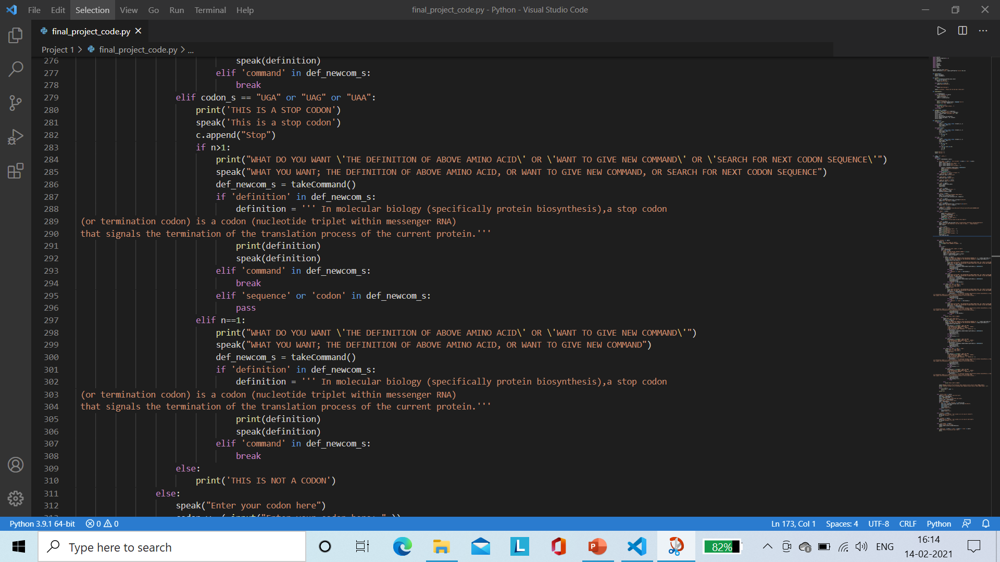 File Edit Selection View Go Run Terminal Help
final_project_code.py - Python - Visual Studio Code
final_project_code.py
Project 1 > final_project_code.py > ...
276 speak(definition)
277 elif 'command' in def_newcom_s:
278 break
279 elif codon_s == "UGA" or "UAG" or "UAA":
280 print('THIS IS A STOP CODON')
281 speak('This is a stop codon')
282 c.append("Stop")
283 if n>1:
284 print("WHAT DO YOU WANT \'THE DEFINITION OF ABOVE AMINO ACID\' OR \'WANT TO GIVE NEW COMMAND\' OR \'SEARCH FOR NEXT CODON SEQUENCE\'")
285 speak("WHAT YOU WANT; THE DEFINITION OF ABOVE AMINO ACID, OR WANT TO GIVE NEW COMMAND, OR SEARCH FOR NEXT CODON SEQUENCE")
286 def_newcom_s = takeCommand()
287 if 'definition' in def_newcom_s:
288 definition = ''' In molecular biology (specifically protein biosynthesis),a stop codon
289 (or termination codon) is a codon (nucleotide triplet within messenger RNA)
290 that signals the termination of the translation process of the current protein.'''
291 print(definition)
292 speak(definition)
293 elif 'command' in def_newcom_s:
294 break
295 elif 'sequence' or 'codon' in def_newcom_s:
296 pass
297 elif n==1:
298 print("WHAT DO YOU WANT \'THE DEFINITION OF ABOVE AMINO ACID\' OR \'WANT TO GIVE NEW COMMAND\'")
299 speak("WHAT YOU WANT; THE DEFINITION OF ABOVE AMINO ACID, OR WANT TO GIVE NEW COMMAND")
300 def_newcom_s = takeCommand()
301 if 'definition' in def_newcom_s:
302 definition = ''' In molecular biology (specifically protein biosynthesis),a stop codon
303 (or termination codon) is a codon (nucleotide triplet within messenger RNA)
304 that signals the termination of the translation process of the current protein.'''
305 print(definition)
306 speak(definition)
307 elif 'command' in def_newcom_s:
308 break
309 else:
310 print('THIS IS NOT A CODON')
311 else:
312 speak("Enter your codon here")
Python 3.9.1 64-bit 0 0 Ln 173, Col 1 Spaces: 4 UTF-8 CRLF Python
Type here to search
82%
ENG
16:14
14-02-2021